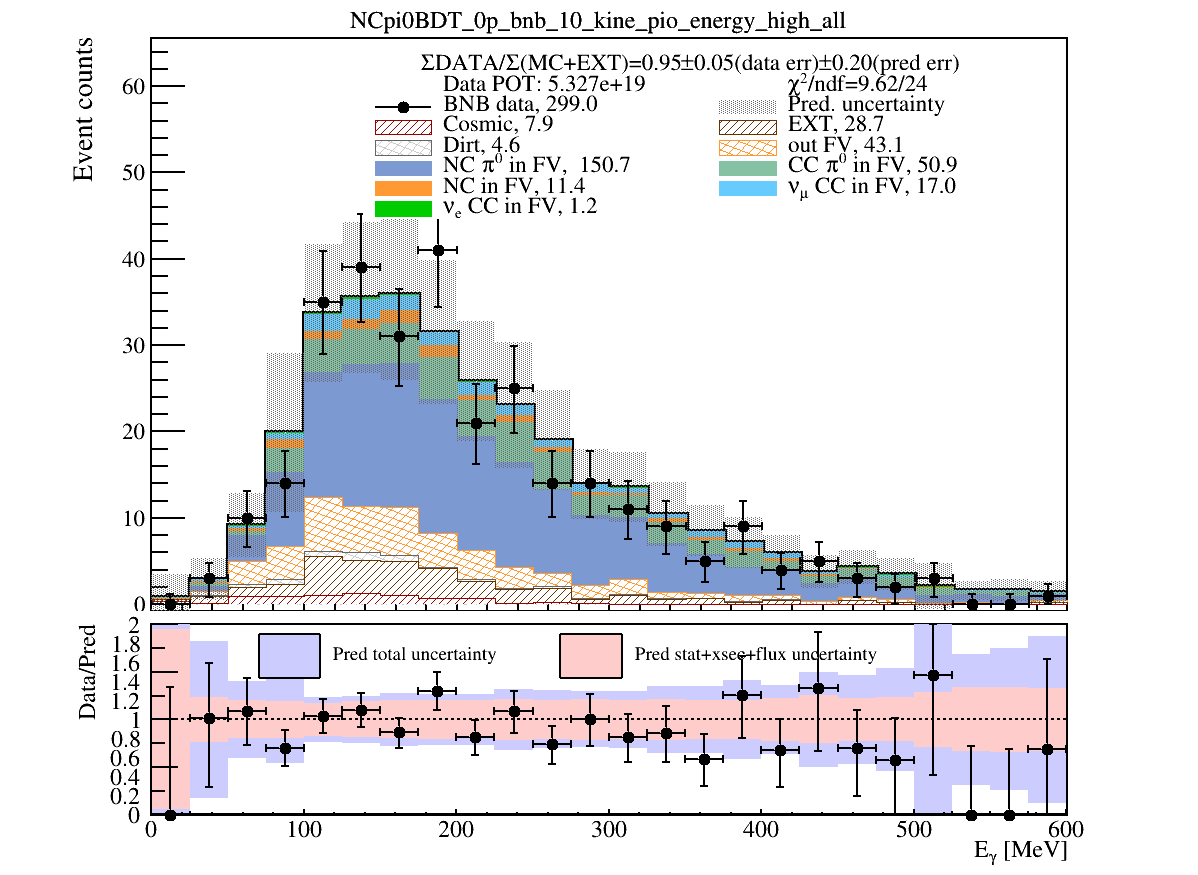 NCpi0BDT_0p_bnb_10_kine_pio_energy_high_all
ΣDATA/Σ(MC+EXT)=0.95±0.05(data err)±0.20(pred err)
Data POT: 5.327e+19
χ²/ndf=9.62/24
BNB data, 299.0
Pred. uncertainty
Cosmic, 7.9
EXT, 28.7
Dirt, 4.6
out FV, 43.1
NC π⁰ in FV, 150.7
CC π⁰ in FV, 50.9
NC in FV, 11.4
νμ CC in FV, 17.0
νe CC in FV, 1.2
Event counts
60
50
40
30
20
10
0
Data/Pred
2
1.8
1.6
1.4
1.2
1
0.8
0.6
0.4
0.2
0
Pred total uncertainty
Pred stat+xsec+flux uncertainty
0 100 200 300 400 500 600
Eγ [MeV]